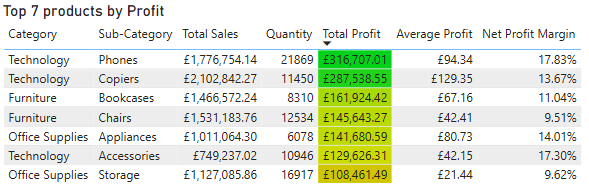 Top 7 products by Profit
Category Sub-Category Total Sales Quantity Total Profit Average Profit Net Profit Margin
Technology Phones £1,776,754.14 21869 £316,707.01 £94.34 17.83%
Technology Copiers £2,102,842.27 11450 £287,538.55 £129.35 13.67%
Furniture Bookcases £1,466,572.24 8310 £161,924.42 £67.16 11.04%
Furniture Chairs £1,531,183.76 12534 £145,643.27 £42.41 9.51%
Office Supplies Appliances £1,011,064.30 6078 £141,680.59 £80.73 14.01%
Technology Accessories £749,237.02 10946 £129,626.31 £42.15 17.30%
Office Supplies Storage £1,127,085.86 16917 £108,461.49 £21.44 9.62%